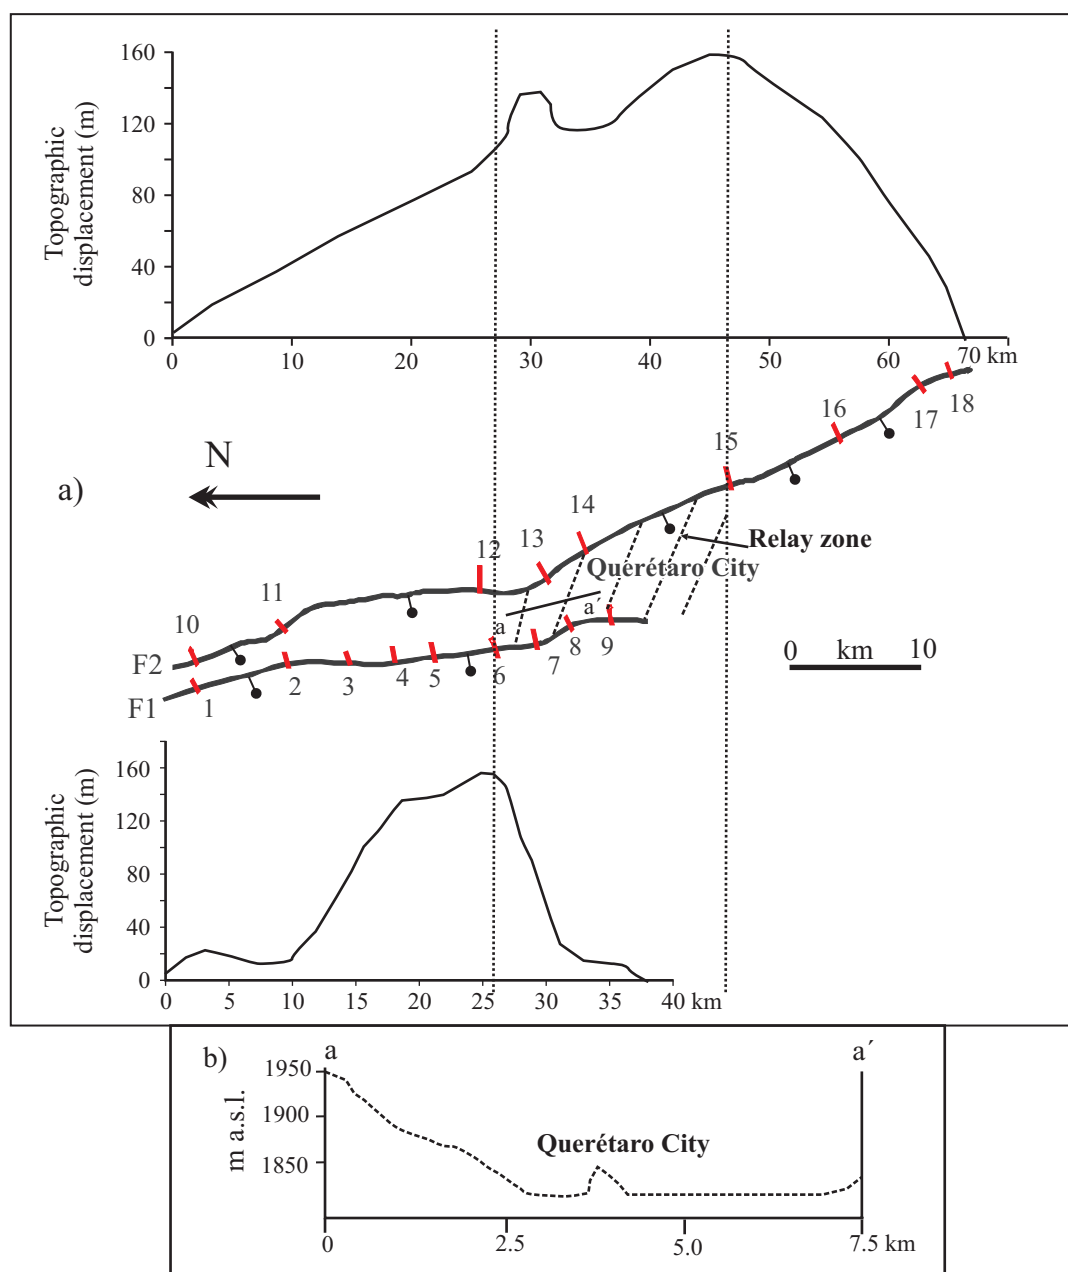 160
120
80
40
0
Topographic
displacement (m)
0 10 20 30 40 50 60 70 km
N
a)
10 11 12 13 14 15 16 17 18
Relay zone
Querétaro City
a a´
F2
F1
1 2 3 4 5 6 7 8 9
0 km 10
160
120
80
40
0
Topographic
displacement (m)
0 5 10 15 20 25 30 35 40 km
b)
a a´
1950
1900
1850
m a.s.l.
Querétaro City
0 2.5 5.0 7.5 km